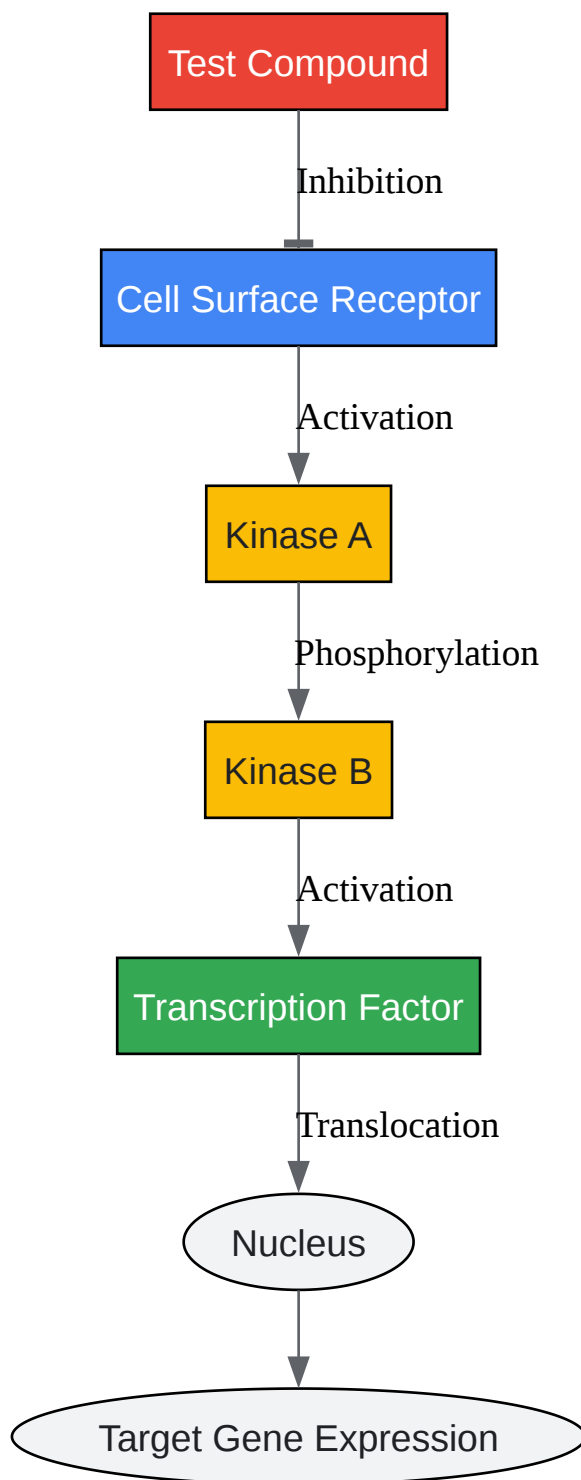 Test Compound
Inhibition
Cell Surface Receptor
Activation
Kinase A
Phosphorylation
Kinase B
Activation
Transcription Factor
Translocation
Nucleus
Target Gene Expression